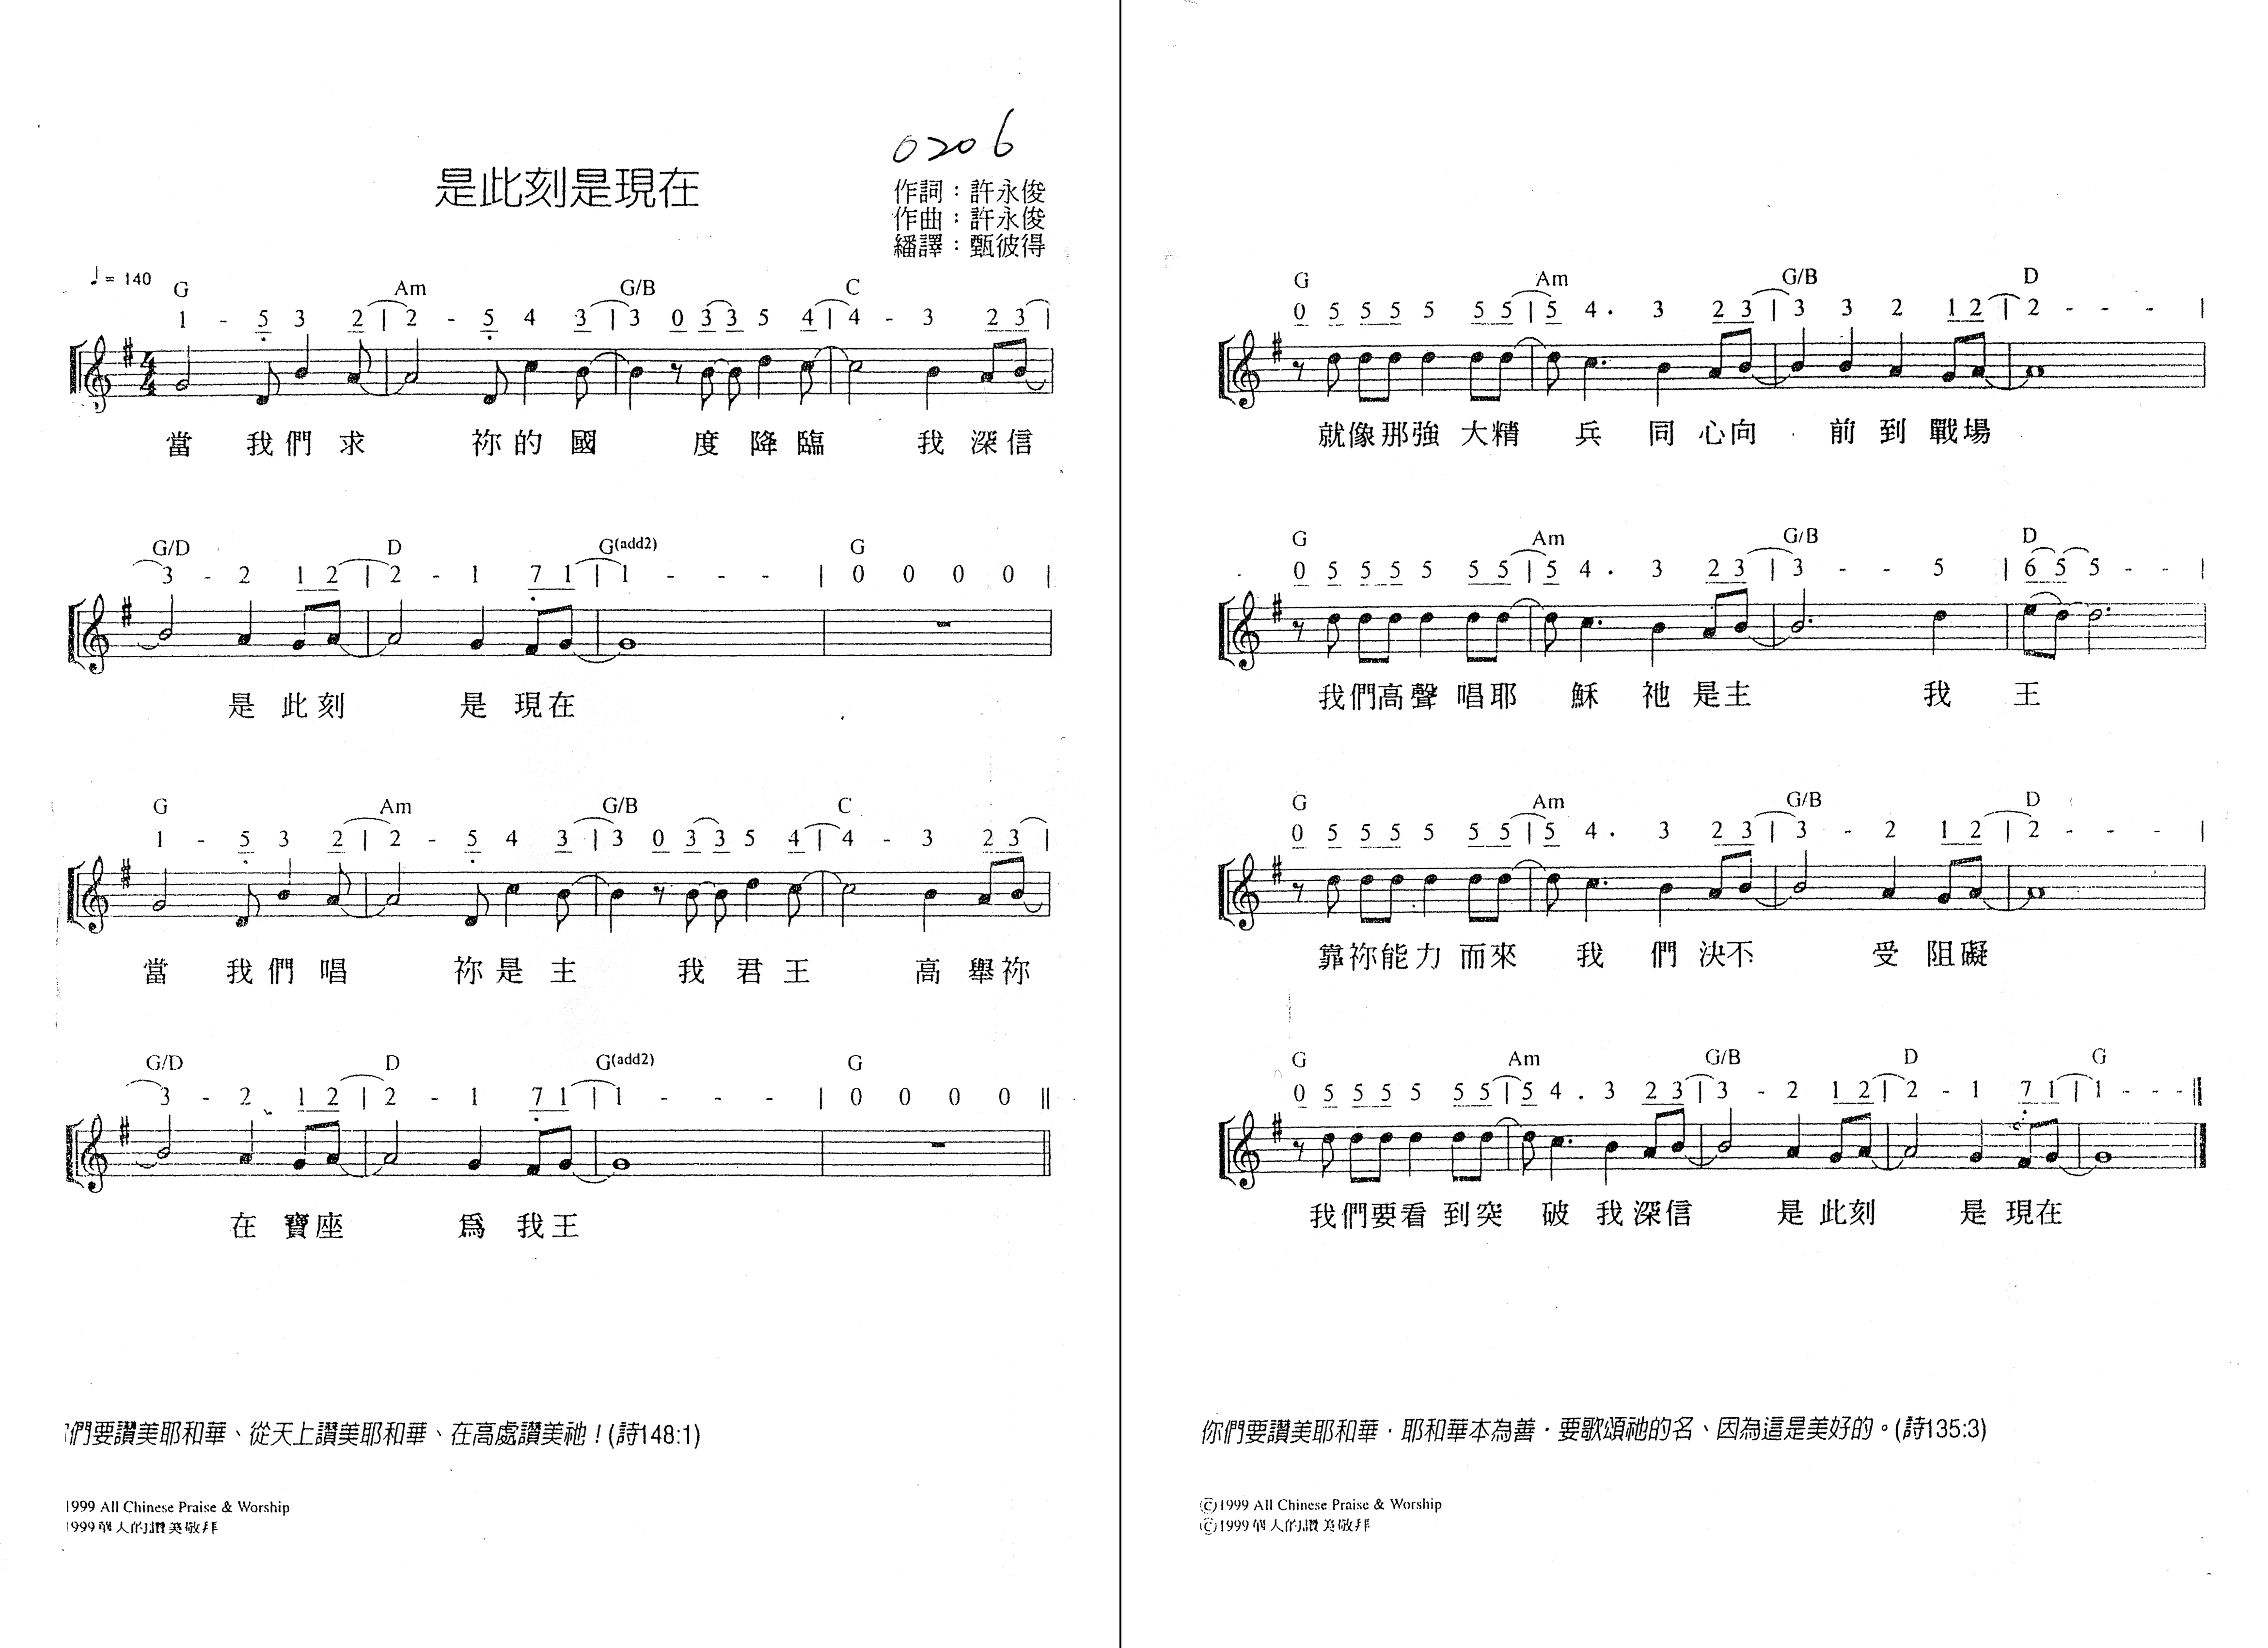 0206
是此刻是現在
作詞：許永俊
作曲：許永俊
繙譯：甄彼得
♩= 140
G Am G/B C
1 - 5 3 2 | 2 - 5 4 3 | 3 0 3 3 5 4 | 4 - 3 2 3 |
當 我們 求 祢的 國 度 降 臨 我 深信
G/D D G(add2) G
3 - 2 1 2 | 2 - 1 7 1 | 1 - - - | 0 0 0 0 |
是 此刻 是 現在
G Am G/B C
1 - 5 3 2 | 2 - 5 4 3 | 3 0 3 3 5 4 | 4 - 3 2 3 |
當 我們 唱 祢是 主 我 君 王 高 舉祢
G/D D G(add2) G
3 - 2 1 2 | 2 - 1 7 1 | 1 - - - | 0 0 0 0 ||
在 寶座 爲 我王
們要讚美耶和華、從天上讚美耶和華、在高處讚美祂！(詩148:1)
1999 All Chinese Praise & Worship
1999 華人的讚美敬拜
G Am G/B D
0 5 5 5 5 5 5 | 5 4 . 3 2 3 | 3 3 2 1 2 | 2 - - - |
就像那強 大精 兵 同 心向 前 到 戰場
G Am G/B D
0 5 5 5 5 5 5 | 5 4 . 3 2 3 | 3 - - 5 | 6 5 5 - - |
我們高聲 唱耶 穌 祂 是主 我 王
G Am G/B D
0 5 5 5 5 5 5 | 5 4 . 3 2 3 | 3 - 2 1 2 | 2 - - - |
靠祢能力 而來 我 們 決不 受 阻礙
G Am G/B D G
0 5 5 5 5 5 5 | 5 4 . 3 2 3 | 3 - 2 1 2 | 2 - 1 7 1 | 1 - - - ||
我們要看 到突 破 我 深信 是 此刻 是 現在
你們要讚美耶和華．耶和華本為善．要歌頌祂的名、因為這是美好的。(詩135:3)
©1999 All Chinese Praise & Worship
©1999 華人的讚美敬拜